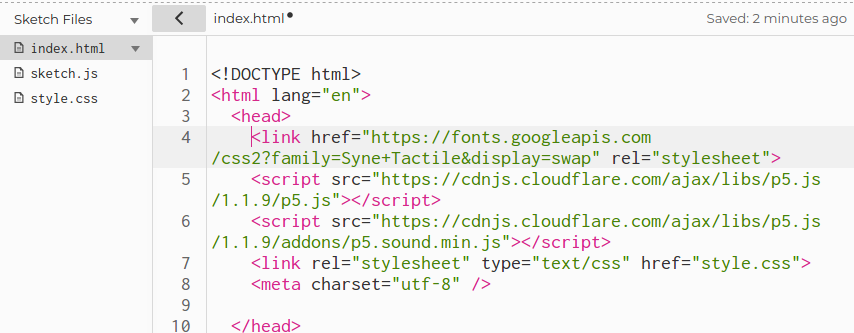 Sketch Files
index.html
Saved: 2 minutes ago
index.html
sketch.js
style.css
1 <!DOCTYPE html>
2 <html lang="en">
3 <head>
4 <link href="https://fonts.googleapis.com
/css2?family=Syne+Tactile&display=swap" rel="stylesheet">
5 <script src="https://cdnjs.cloudflare.com/ajax/libs/p5.js
/1.1.9/p5.js"></script>
6 <script src="https://cdnjs.cloudflare.com/ajax/libs/p5.js
/1.1.9/addons/p5.sound.min.js"></script>
7 <link rel="stylesheet" type="text/css" href="style.css">
8 <meta charset="utf-8" />
9
10 </head>